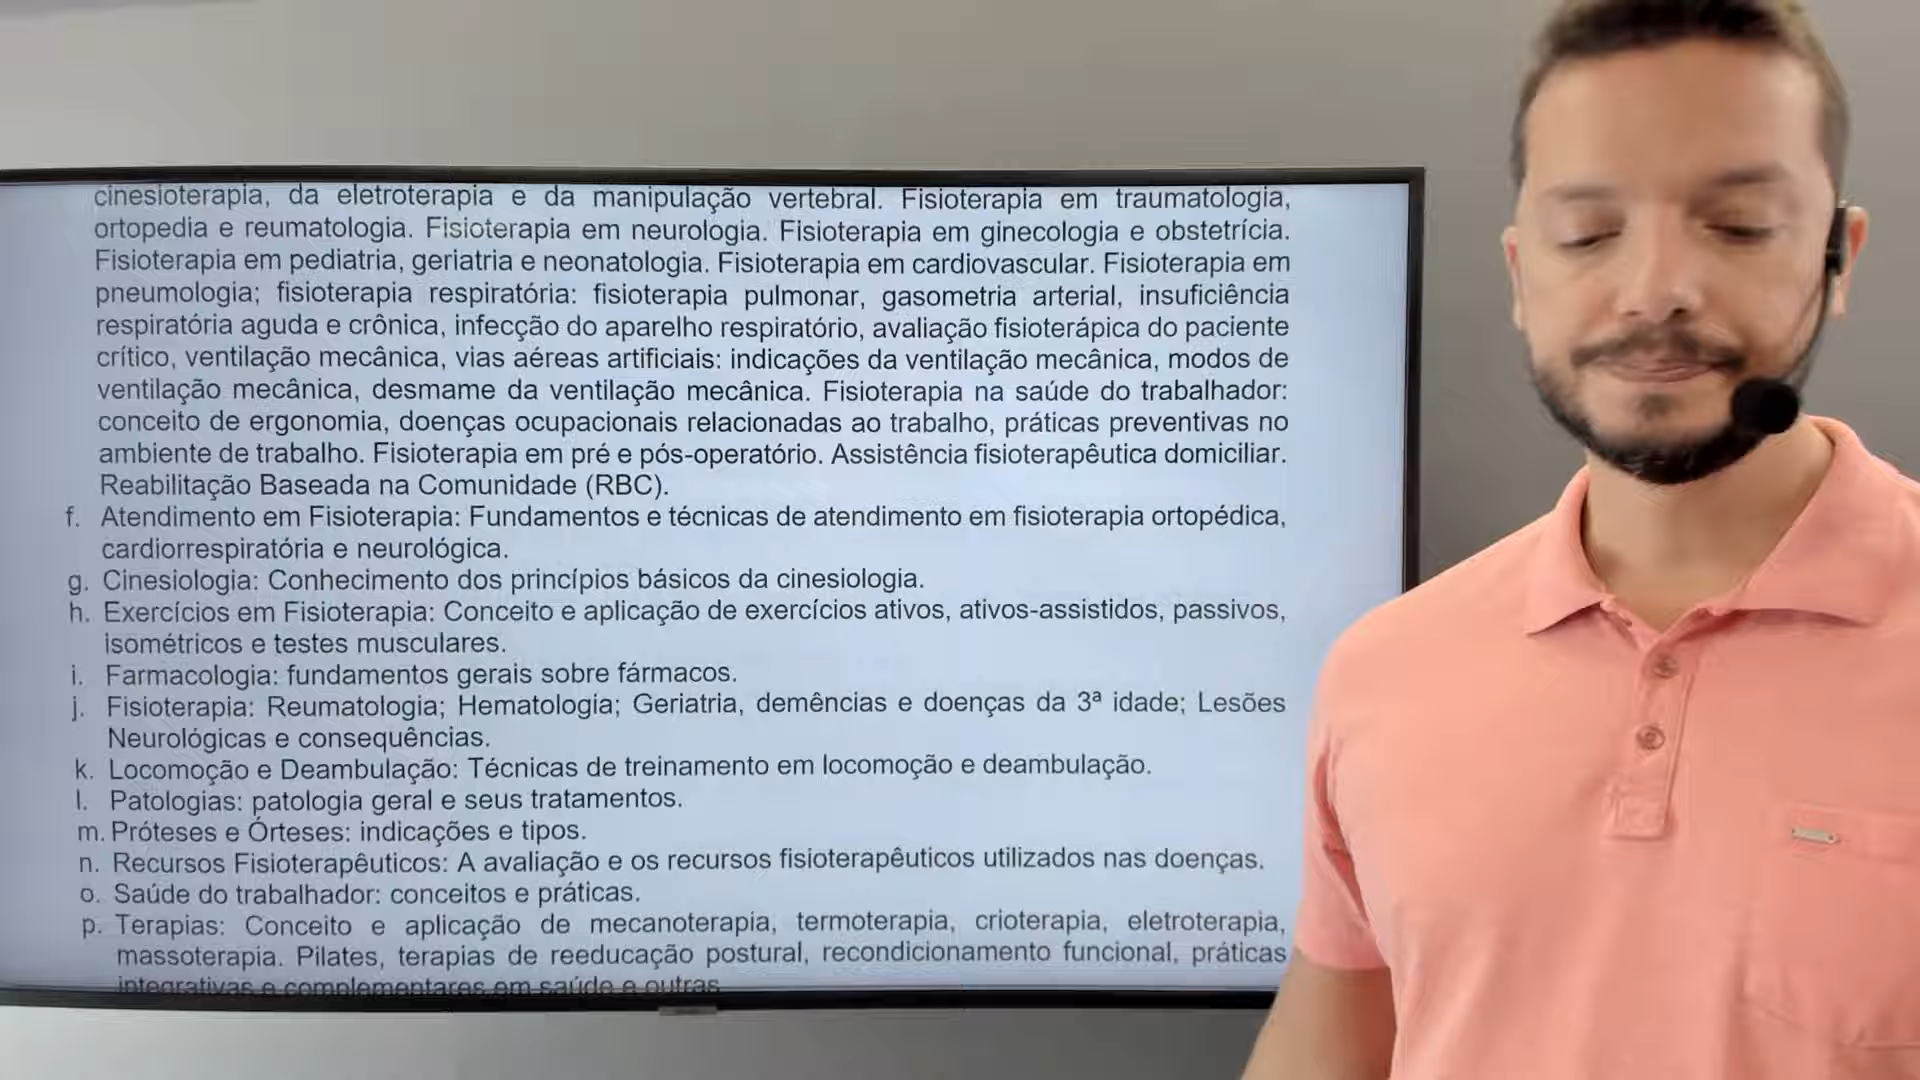 cinesioterapia, da eletroterapia e da manipulação vertebral. Fisioterapia em traumatologia,
ortopedia e reumatologia. Fisioterapia em neurologia. Fisioterapia em ginecologia e obstetrícia.
Fisioterapia em pediatria, geriatria e neonatologia. Fisioterapia em cardiovascular. Fisioterapia em
pneumologia; fisioterapia respiratória: fisioterapia pulmonar, gasometria arterial, insuficiência
respiratória aguda e crônica, infecção do aparelho respiratório, avaliação fisioterápica do paciente
crítico, ventilação mecânica, vias aéreas artificiais: indicações da ventilação mecânica, modos de
ventilação mecânica, desmame da ventilação mecânica. Fisioterapia na saúde do trabalhador:
conceito de ergonomia, doenças ocupacionais relacionadas ao trabalho, práticas preventivas no
ambiente de trabalho. Fisioterapia em pré e pós-operatório. Assistência fisioterapêutica domiciliar.
Reabilitação Baseada na Comunidade (RBC).
f. Atendimento em Fisioterapia: Fundamentos e técnicas de atendimento em fisioterapia ortopédica,
cardiorrespiratória e neurológica.
g. Cinesiologia: Conhecimento dos princípios básicos da cinesiologia.
h. Exercícios em Fisioterapia: Conceito e aplicação de exercícios ativos, ativos-assistidos, passivos,
isométricos e testes musculares.
i. Farmacologia: fundamentos gerais sobre fármacos.
j. Fisioterapia: Reumatologia; Hematologia; Geriatria, demências e doenças da 3ª idade; Lesões
Neurológicas e consequências.
k. Locomoção e Deambulação: Técnicas de treinamento em locomoção e deambulação.
l. Patologias: patologia geral e seus tratamentos.
m. Próteses e Órteses: indicações e tipos.
n. Recursos Fisioterapêuticos: A avaliação e os recursos fisioterapêuticos utilizados nas doenças.
o. Saúde do trabalhador: conceitos e práticas.
p. Terapias: Conceito e aplicação de mecanoterapia, termoterapia, crioterapia, eletroterapia,
massoterapia. Pilates, terapias de reeducação postural, recondicionamento funcional, práticas
integrativas e complementares em saúde e outras